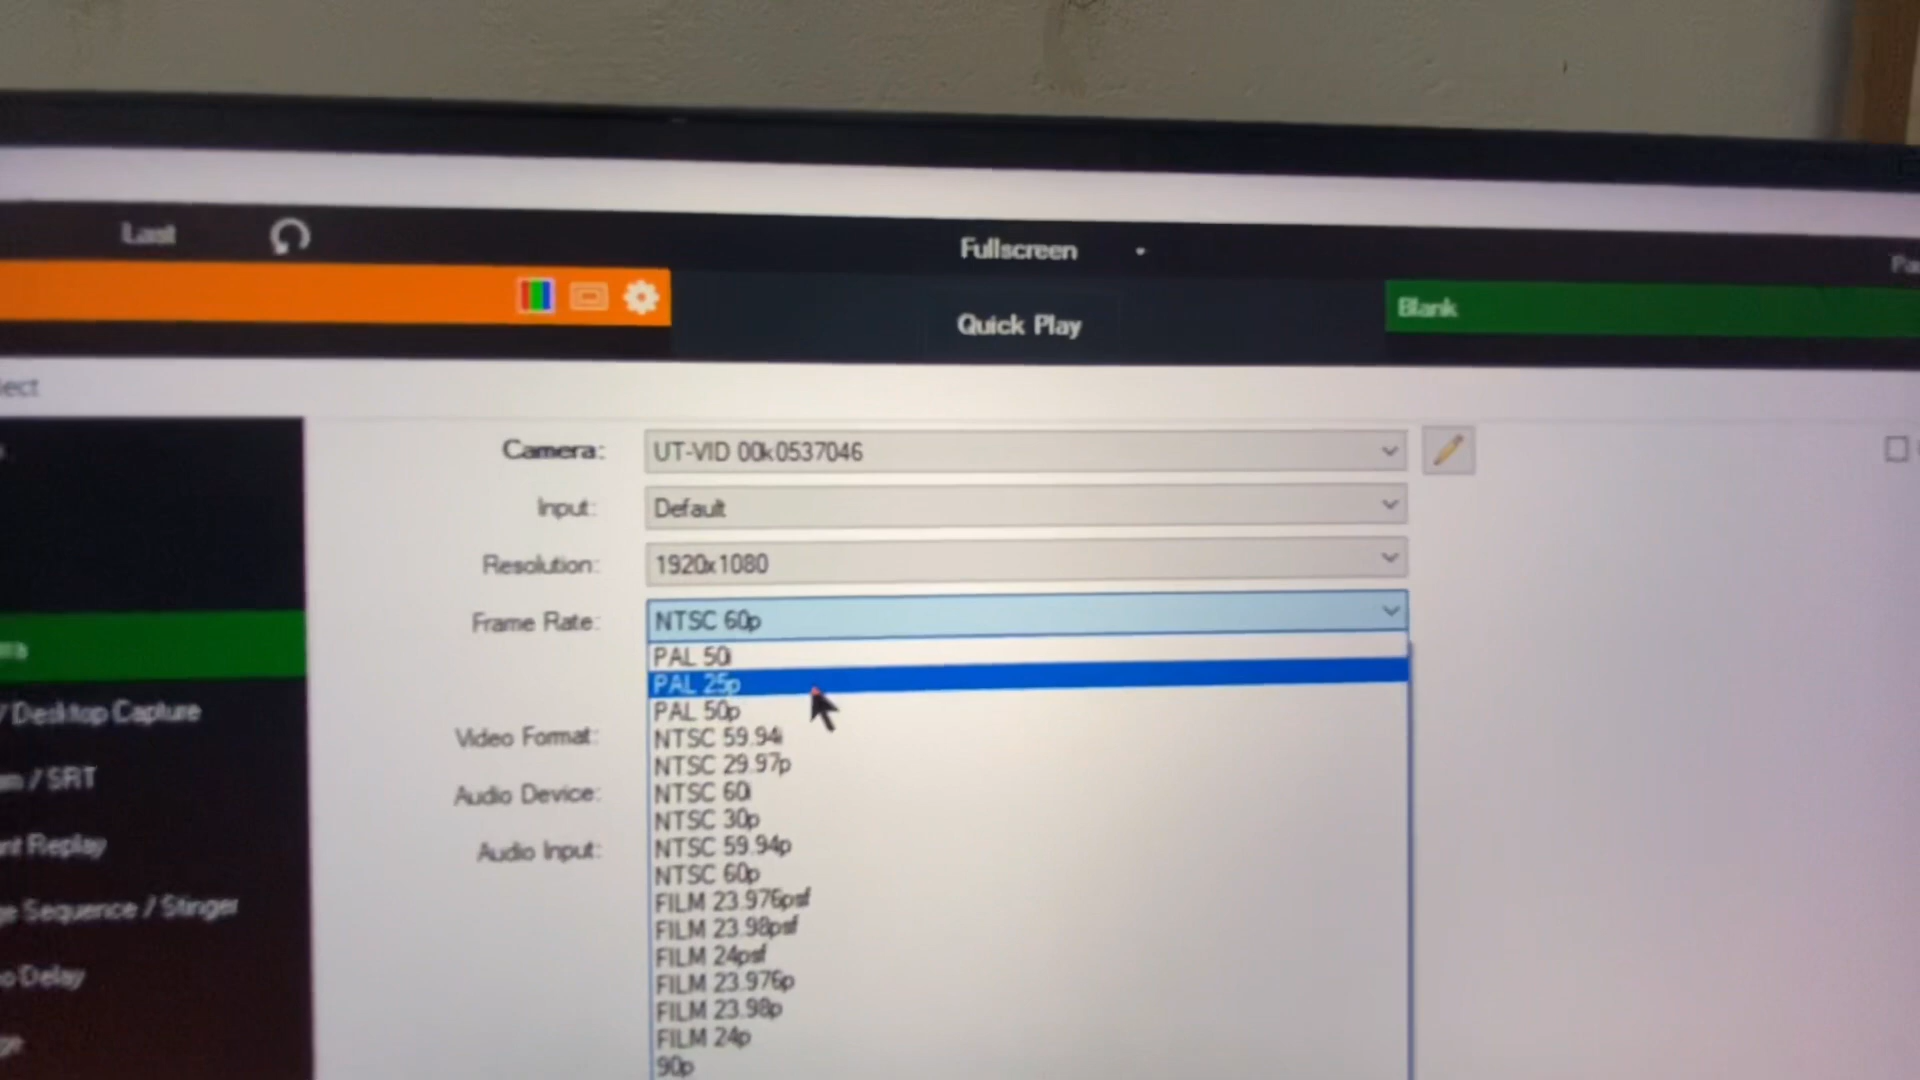 Last
Fullscreen
Quick Play
Blank
Camera: UT-VID 00k0537046
Input: Default
Resolution: 1920x1080
Frame Rate: NTSC 60p
PAL 50i
PAL 25p
PAL 50p
/ Desktop Capture
Video Format:
NTSC 59.94i
NTSC 29.97p
/ SRT
Audio Device:
NTSC 60i
NTSC 30p
Replay
Audio Input:
NTSC 59.94p
NTSC 60p
FILM 23.976psf
Sequence / Stinger
FILM 23.98psf
FILM 24psf
Delay
FILM 23.976p
FILM 23.98p
FILM 24p
90p